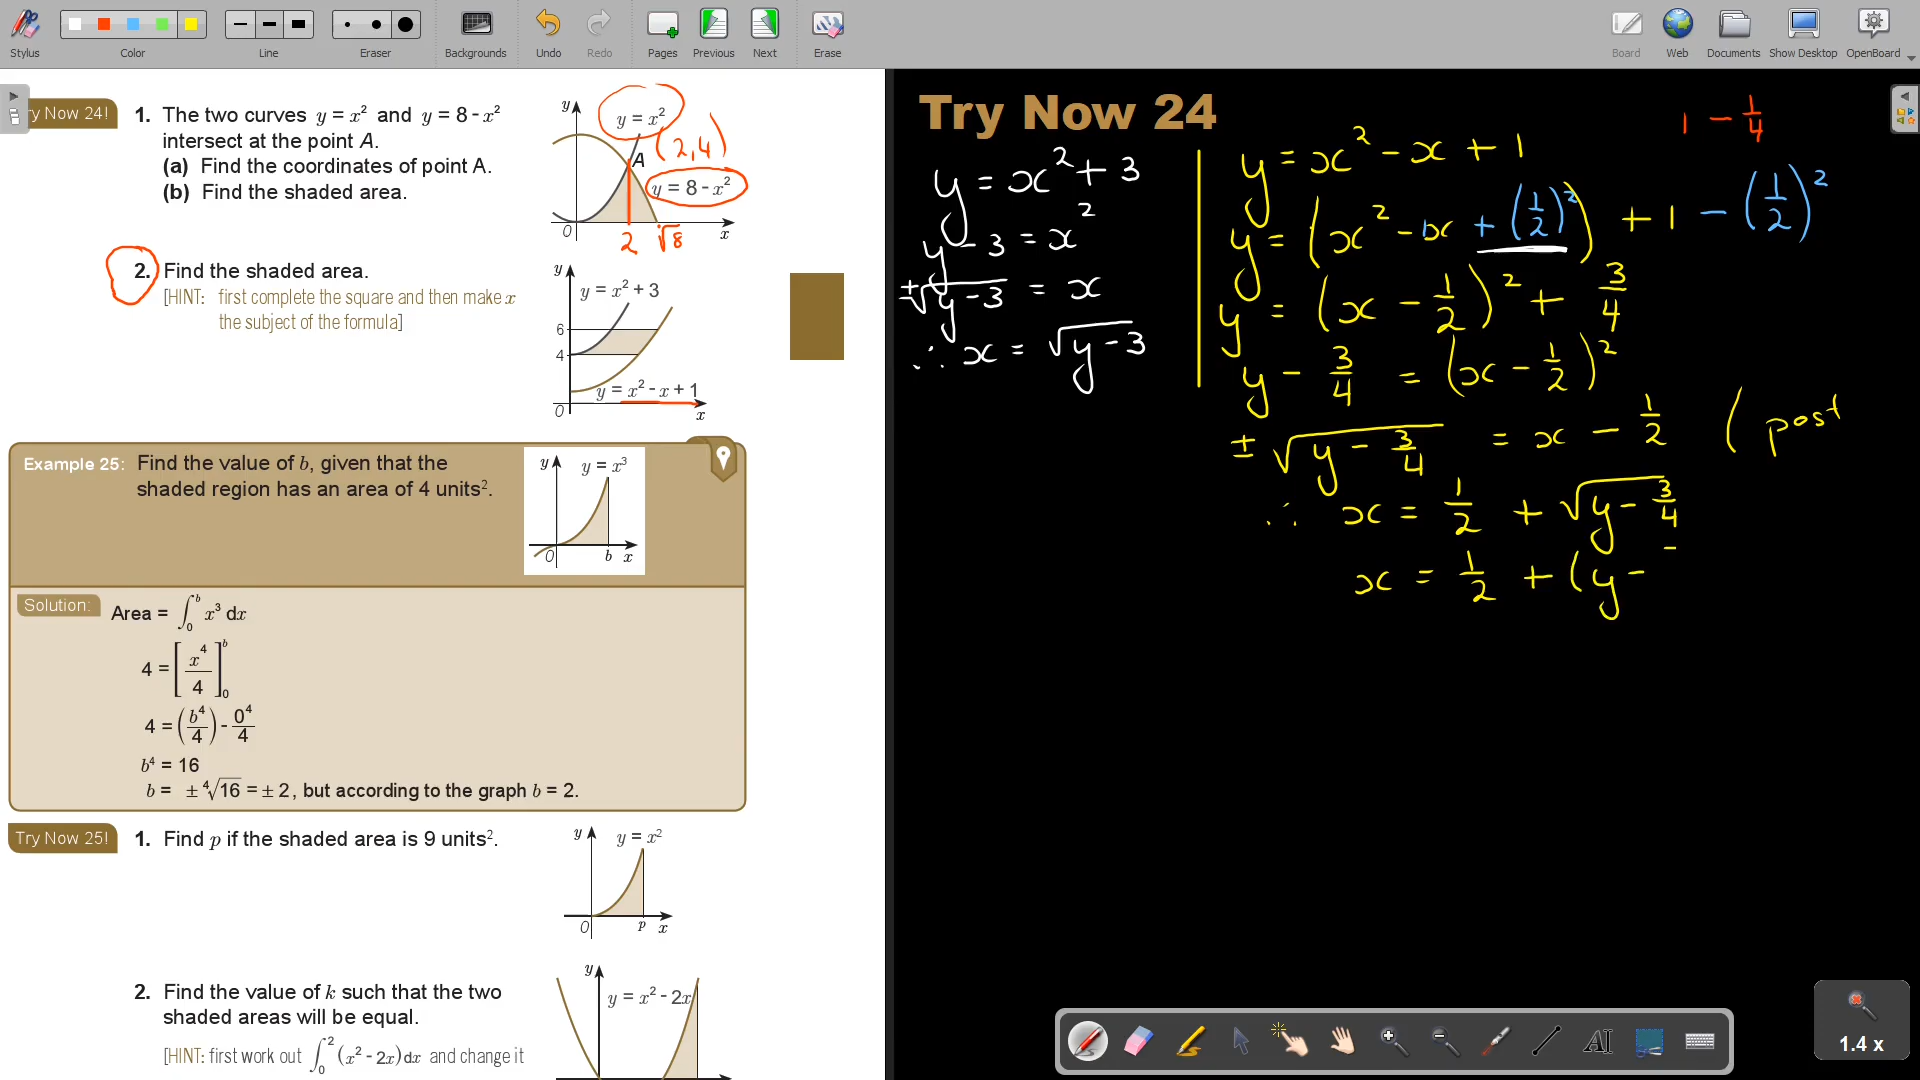 Stylus
Color
Line
Eraser
Backgrounds
Undo
Redo
Pages
Previous
Next
Erase
Board
Web
Documents
Show Desktop
OpenBoard
ry Now 24!
1. The two curves y = x² and y = 8 - x²
intersect at the point A.
(a) Find the coordinates of point A.
(b) Find the shaded area.
y
y = x²
A
(2,4)
y = 8 - x²
0
2
√8
x
2. Find the shaded area.
[HINT: first complete the square and then make x
the subject of the formula]
y
y = x² + 3
6
4
y = x² - x + 1
0
x
Example 25: Find the value of b, given that the
shaded region has an area of 4 units².
y
y = x³
0
b
x
Solution:
Area = ∫₀ᵇ x³ dx
4 = [x⁴/4]₀ᵇ
4 = (b⁴/4) - 0⁴/4
b⁴ = 16
b = ± ⁴√16 = ± 2, but according to the graph b = 2.
Try Now 25!
1. Find p if the shaded area is 9 units².
y
y = x²
0
p
x
2. Find the value of k such that the two
shaded areas will be equal.
[HINT: first work out ∫₀² (x² - 2x)dx and change it
y
y = x² - 2x
Try Now 24
y = x² + 3
y - 3 = x²
±√y - 3 = x
∴ x = √y - 3
1 - 1/4
y = x² - x + 1
y = (x² - x + (1/2)²) + 1 - (1/2)²
y = (x - 1/2)² + 3/4
y - 3/4 = (x - 1/2)²
± √y - 3/4 = x - 1/2 (post
∴ x = 1/2 + √y - 3/4
x = 1/2 + (y -
1.4 x